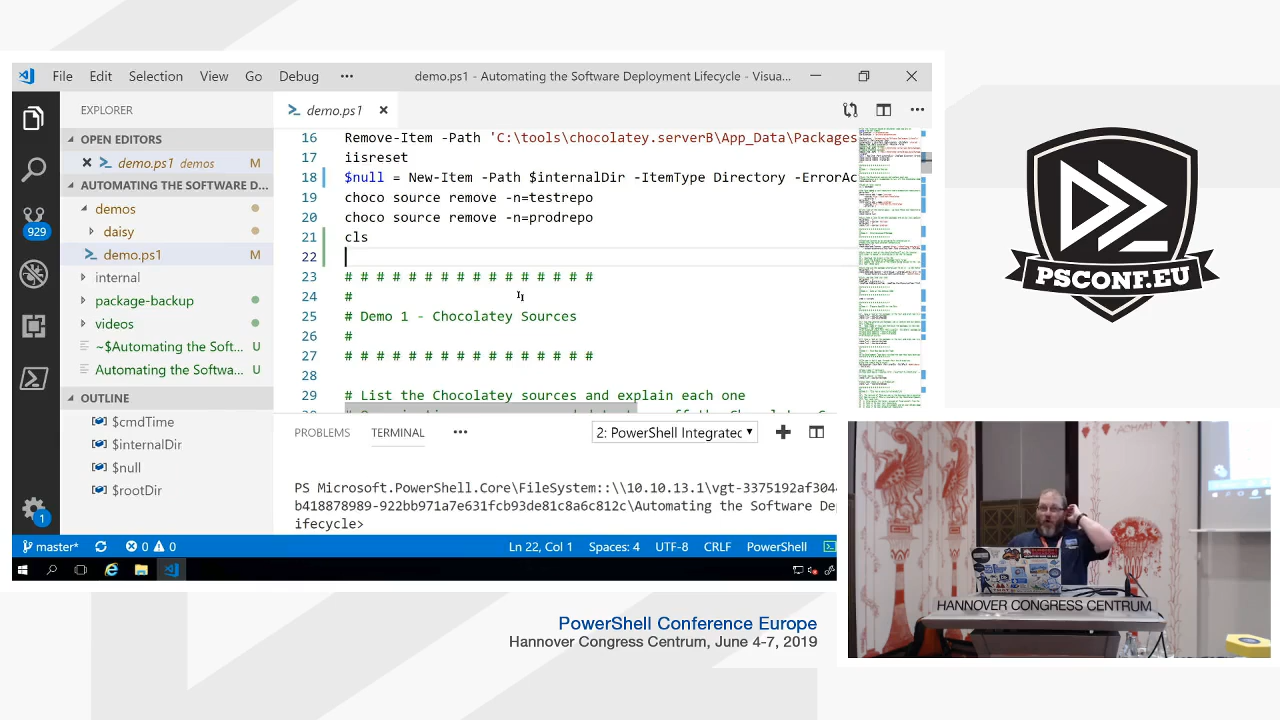 File Edit Selection View Go Debug ••• demo.ps1 - Automating the Software Deployment Lifecycle - Visua...
EXPLORER
demo.ps1
OPEN EDITORS
demo.ps1 M
AUTOMATING THE SOFTWARE D...
dasty
demo.ps1 M
package-backup
videos
~$Automating the Softw... U
Automating the Softwa... U
OUTLINE
$cmdTime
$internalDir
$null
$rootDir
929
1
16 Remove-Item -Path 'C:\tools\chocolatey.serverB\App_Data\Packages
17 iisreset
18 $null = New-Item -Path $internalDir -ItemType Directory -ErrorAc
19 choco source remove -n=testrepo
20 choco source remove -n=prodrepo
21 cls
22
23 # # # # # # # # # # # # # # # #
24 #
25 #Demo 1 - Chocolatey Sources
26 #
27 # # # # # # # # # # # # # # # #
28
29 #List the Chocolatey sources and explain each one
PROBLEMS TERMINAL ••• 2: PowerShell Integrated
PS Microsoft.PowerShell.Core\FileSystem::\\10.10.13.1\vgt-3375192af304
b418878989-922bb971a7e631fcb93de81c8a6c812c\Automating the Software De
ifecycle>
master* 0 0 Ln 22, Col 1 Spaces: 4 UTF-8 CRLF PowerShell
PSCONF.EU
HANNOVER CONGRESS CENTRUM
PowerShell Conference Europe
Hannover Congress Centrum, June 4-7, 2019